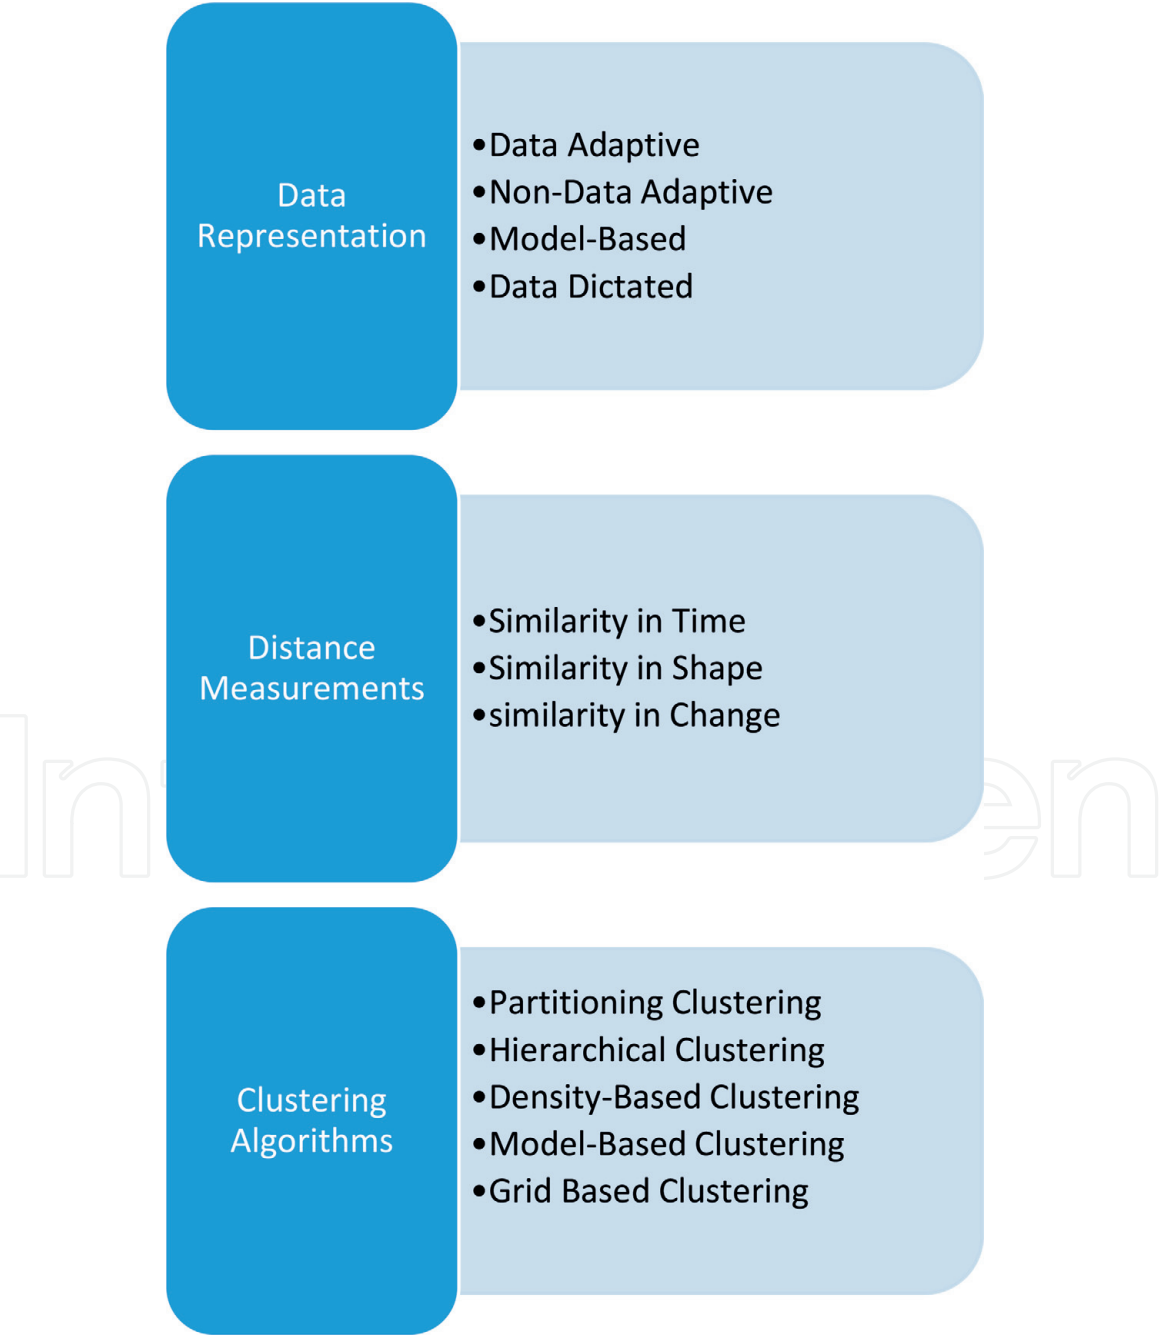 Data
Representation
•Data Adaptive
•Non-Data Adaptive
•Model-Based
•Data Dictated
Distance
Measurements
•Similarity in Time
•Similarity in Shape
•similarity in Change
Clustering
Algorithms
•Partitioning Clustering
•Hierarchical Clustering
•Density-Based Clustering
•Model-Based Clustering
•Grid Based Clustering